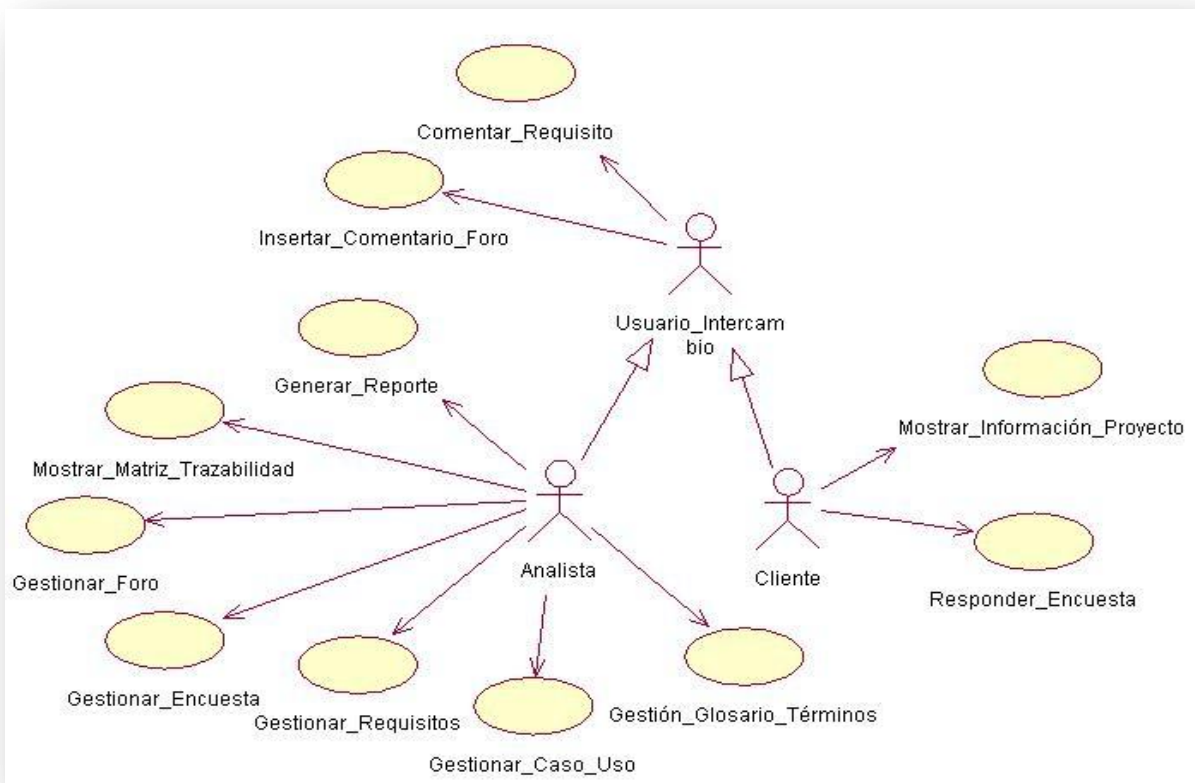 Comentar_Requisito
Insertar_Comentario_Foro
Usuario_Intercam
bio
Generar_Reporte
Mostrar_Información_Proyecto
Mostrar_Matriz_Trazabilidad
Analista
Cliente
Gestionar_Foro
Responder_Encuesta
Gestionar_Encuesta
Gestionar_Requisitos
Gestión_Glosario_Términos
Gestionar_Caso_Uso